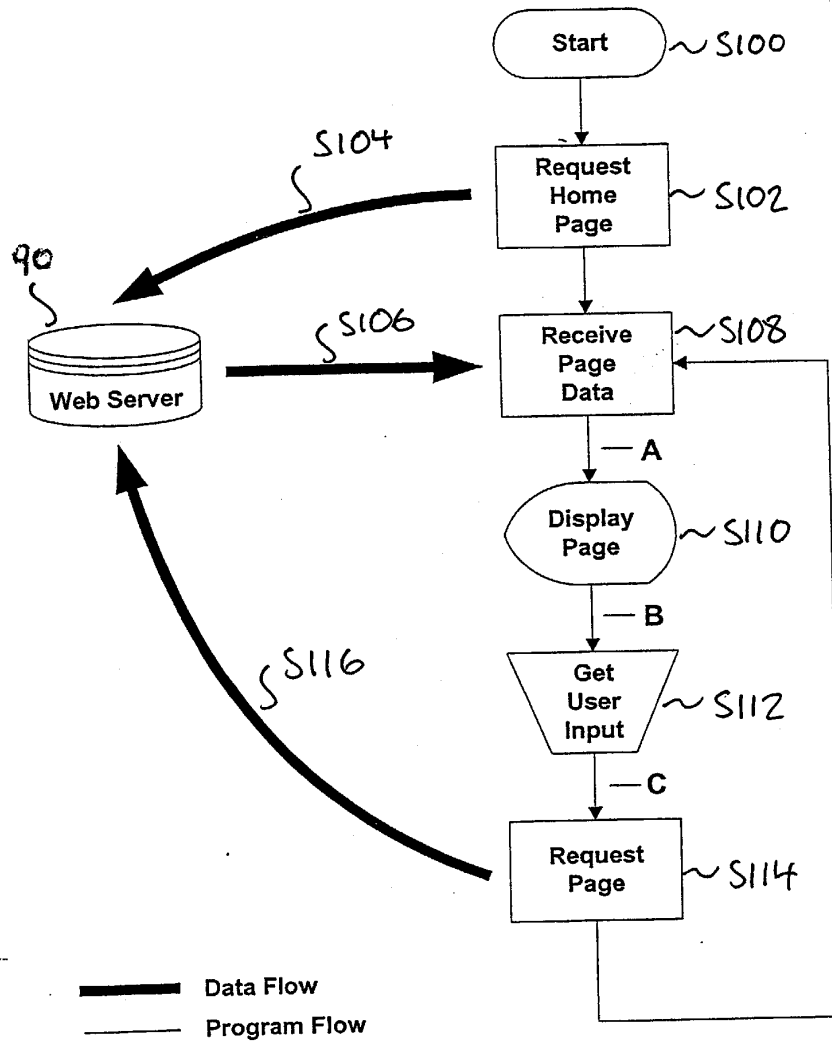 Start
S100
S104
Request
Home
Page
S102
90
S106
S108
Receive
Page
Data
Web Server
A
Display
Page
S110
B
S116
Get
User
Input
S112
C
Request
Page
S114
Data Flow
Program Flow